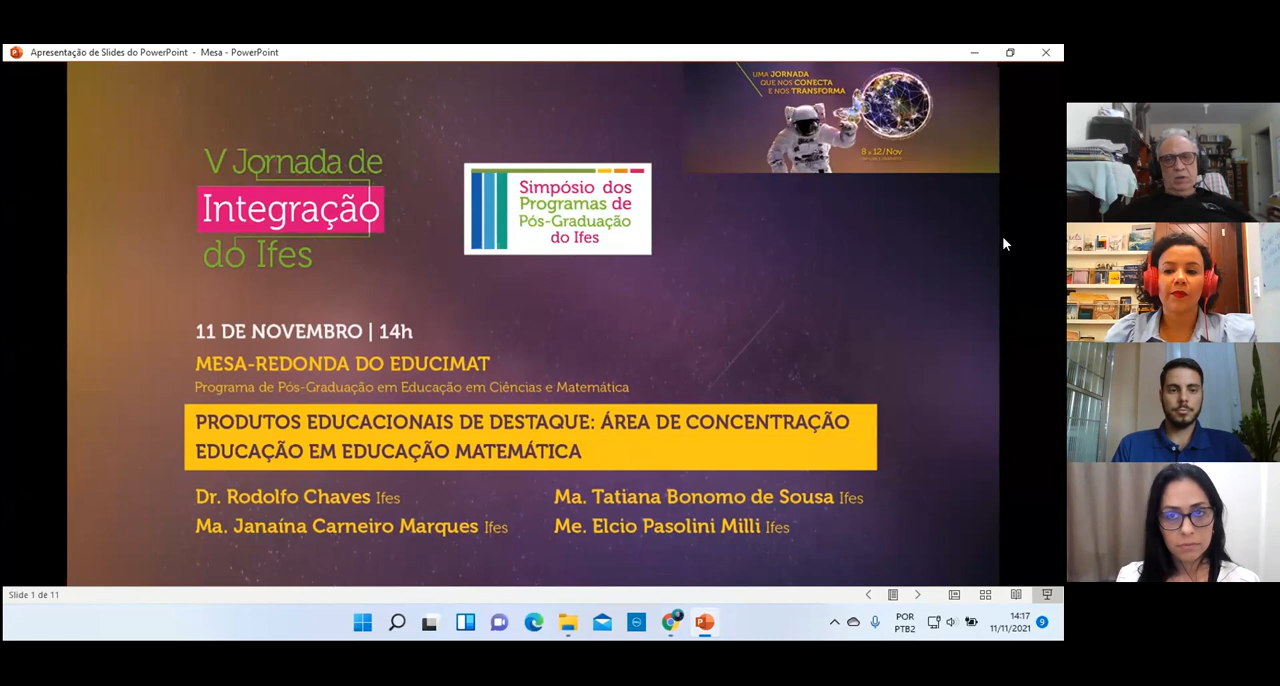 Apresentação de Slides do PowerPoint - Mesa - PowerPoint
UMA JORNADA
QUE NOS CONECTA
E NOS TRANSFORMA
8 a 12/Nov
V Jornada de
Integração
do Ifes
Simpósio dos
Programas de
Pós-Graduação
do Ifes
11 DE NOVEMBRO | 14h
MESA-REDONDA DO EDUCIMAT
Programa de Pós-Graduação em Educação em Ciências e Matemática
PRODUTOS EDUCACIONAIS DE DESTAQUE: ÁREA DE CONCENTRAÇÃO
EDUCAÇÃO EM EDUCAÇÃO MATEMÁTICA
Dr. Rodolfo Chaves Ifes
Ma. Tatiana Bonomo de Sousa Ifes
Ma. Janaína Carneiro Marques Ifes
Me. Elcio Pasolini Milli Ifes
Slide 1 de 11
POR
PTB2
14:17
11/11/2021
9